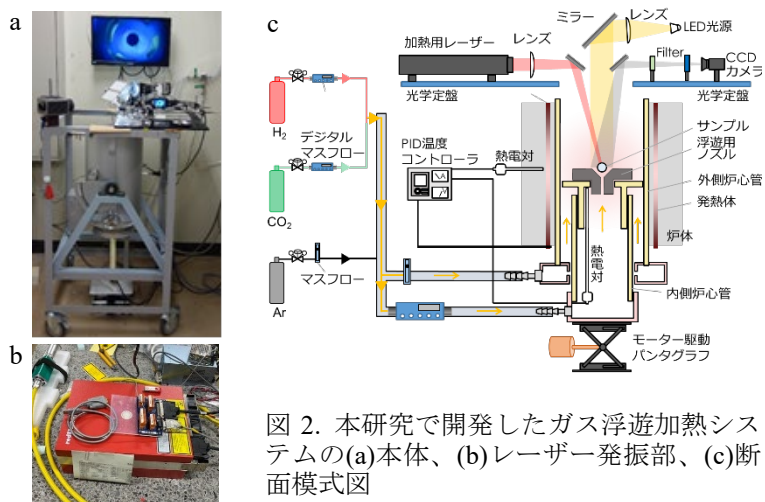 a
c
ミラー
レンズ
LED光源
加熱用レーザー
レンズ
Filter
CCD
カメラ
光学定盤
光学定盤
H2
デジタル
マスフロー
CO2
PID温度
コントローラ
熱電対
サンプル
浮遊用
ノズル
外側炉心管
発熱体
炉体
熱電対
マスフロー
Ar
内側炉心管
モーター駆動
パンタグラフ
b
図 2. 本研究で開発したガス浮遊加熱シス
テムの(a)本体、(b)レーザー発振部、(c)断
面模式図